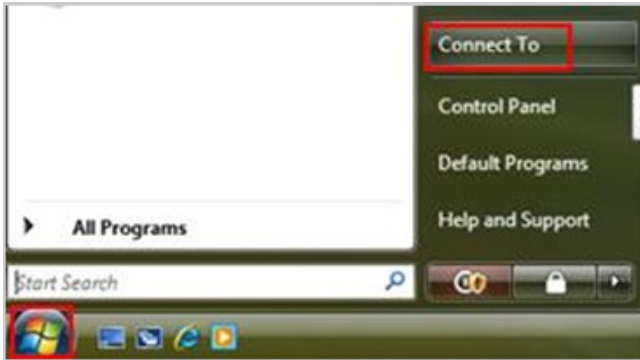 Connect To
Control Panel
Default Programs
Help and Support
All Programs
Start Search